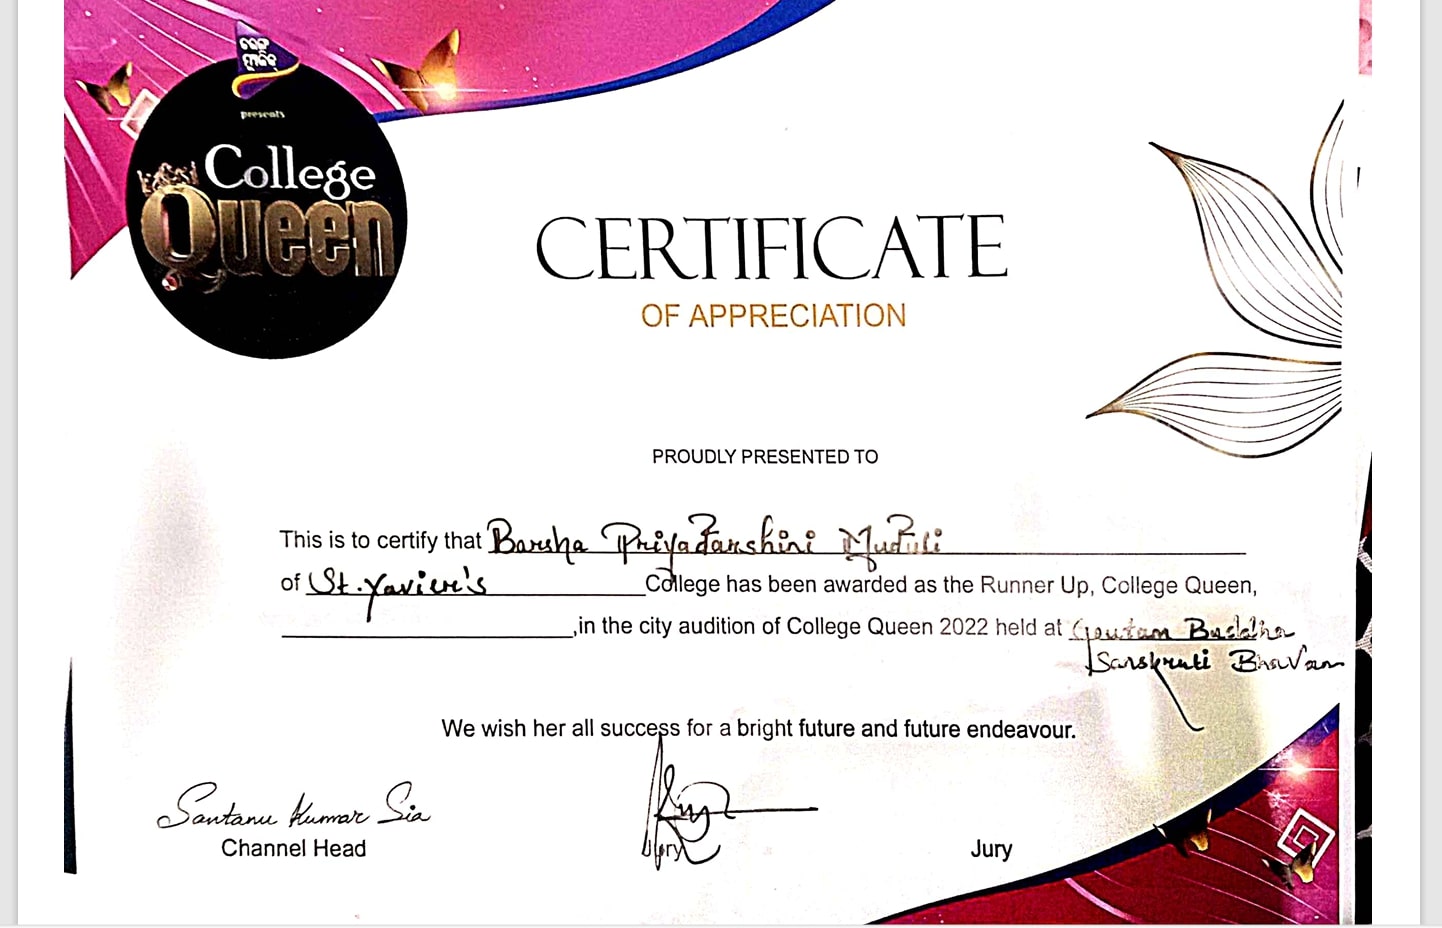 ତରଙ୍ଗ
ମ୍ୟୁଜିକ୍
presents
College
Queen
CERTIFICATE
OF APPRECIATION
PROUDLY PRESENTED TO
This is to certify that Barsha Priyadarshini Muduli
of St. Xavier's College has been awarded as the Runner Up, College Queen,
,in the city audition of College Queen 2022 held at Goutam Buddha
Sanskruti Bhavan
We wish her all success for a bright future and future endeavour.
Santanu Kumar Sia
Channel Head
Jury